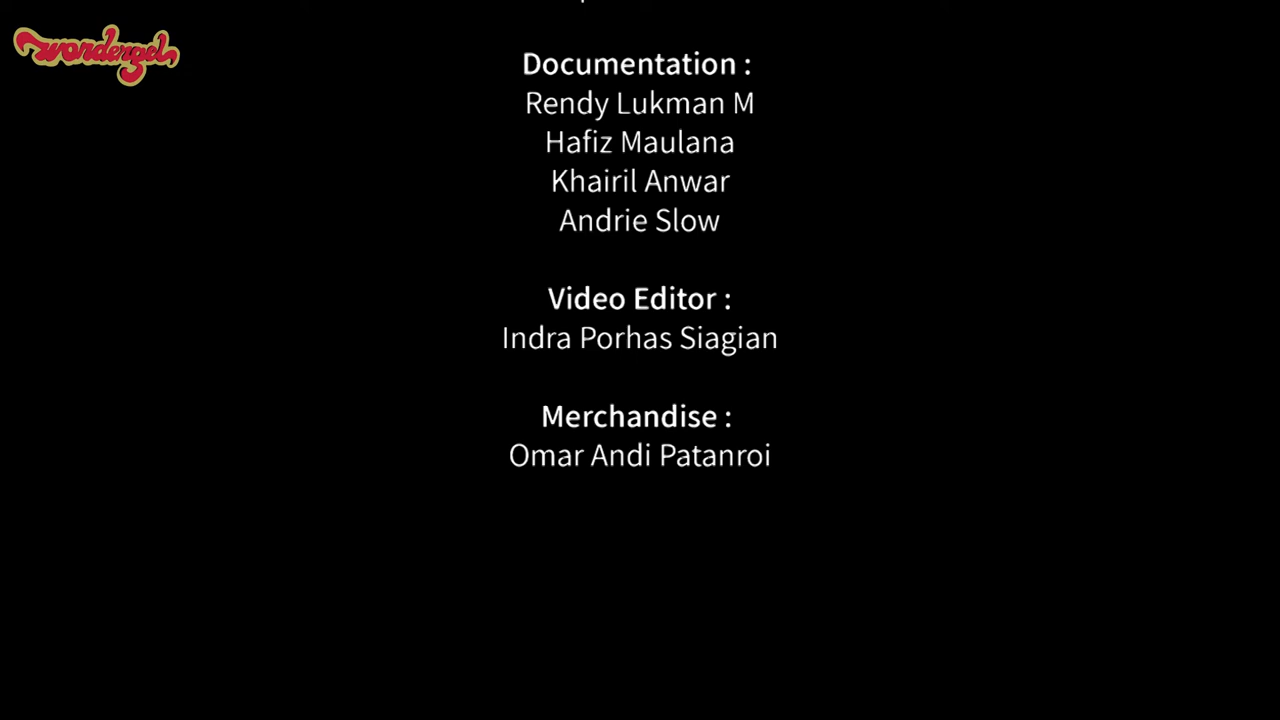 wondergel
Documentation :
Rendy Lukman M
Hafiz Maulana
Khairil Anwar
Andrie Slow
Video Editor :
Indra Porhas Siagian
Merchandise :
Omar Andi Patanroi